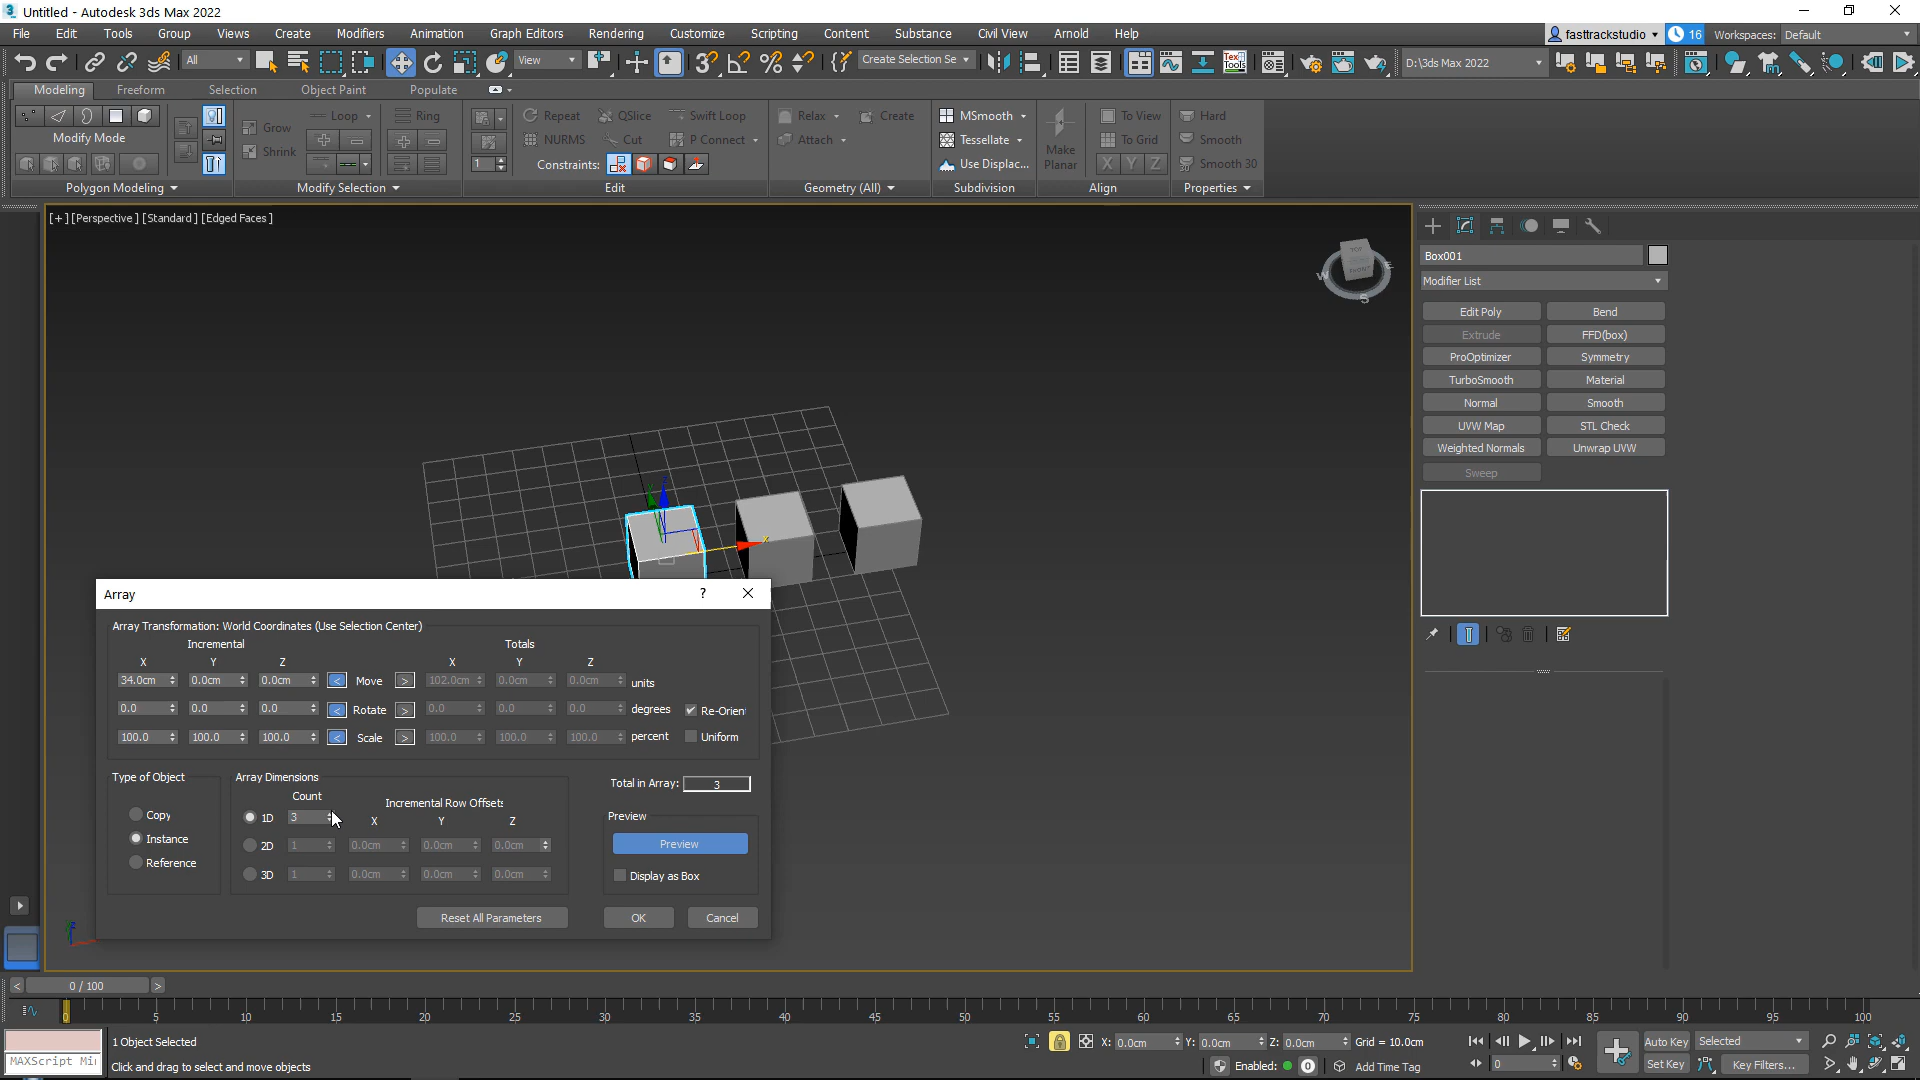 Untitled - Autodesk 3ds Max 2022
File Edit Tools Group Views Create Modifiers Animation Graph Editors Rendering Customize Scripting Content Substance Civil View Arnold Help fasttrackstudio 16 Workspaces: Default
All View Create Selection Se D:\3ds Max 2022
Modeling Freeform Selection Object Paint Populate
Grow Loop Ring Repeat QSlice Swift Loop Relax Create MSmooth To View Hard
Modify Mode Shrink NURMS Cut P Connect Attach Tessellate Make Planar To Grid Smooth
1 Constraints: Use Displac... X Y Z Smooth 30
Polygon Modeling Modify Selection Edit Geometry (All) Subdivision Align Properties
[+] [Perspective] [Standard] [Edged Faces]
TOP
FRONT
W E S
Box001
Modifier List
Edit Poly Bend
Extrude FFD(box)
ProOptimizer Symmetry
TurboSmooth Material
Normal Smooth
UVW Map STL Check
Weighted Normals Unwrap UVW
Sweep
Array ?
Array Transformation: World Coordinates (Use Selection Center)
Incremental Totals
X Y Z X Y Z
34.0cm 0.0cm 0.0cm < Move > 102.0cm 0.0cm 0.0cm units
0.0 0.0 0.0 < Rotate > 0.0 0.0 0.0 degrees Re-Orien
100.0 100.0 100.0 < Scale > 100.0 100.0 100.0 percent Uniform
Type of Object Array Dimensions Total in Array: 3
Count Incremental Row Offsets
Copy 1D 3 X Y Z Preview
Instance 2D 1 0.0cm 0.0cm 0.0cm Preview
Reference 3D 1 0.0cm 0.0cm 0.0cm Display as Box
Reset All Parameters OK Cancel
< 0 / 100 >
0 5 10 15 20 25 30 35 40 45 50 55 60 65 70 75 80 85 90 95 100
1 Object Selected X: 0.0cm Y: 0.0cm Z: 0.0cm Grid = 10.0cm Auto Key Selected
MAXScript Mi Click and drag to select and move objects Enabled: 0 Add Time Tag 0 Set Key Key Filters...